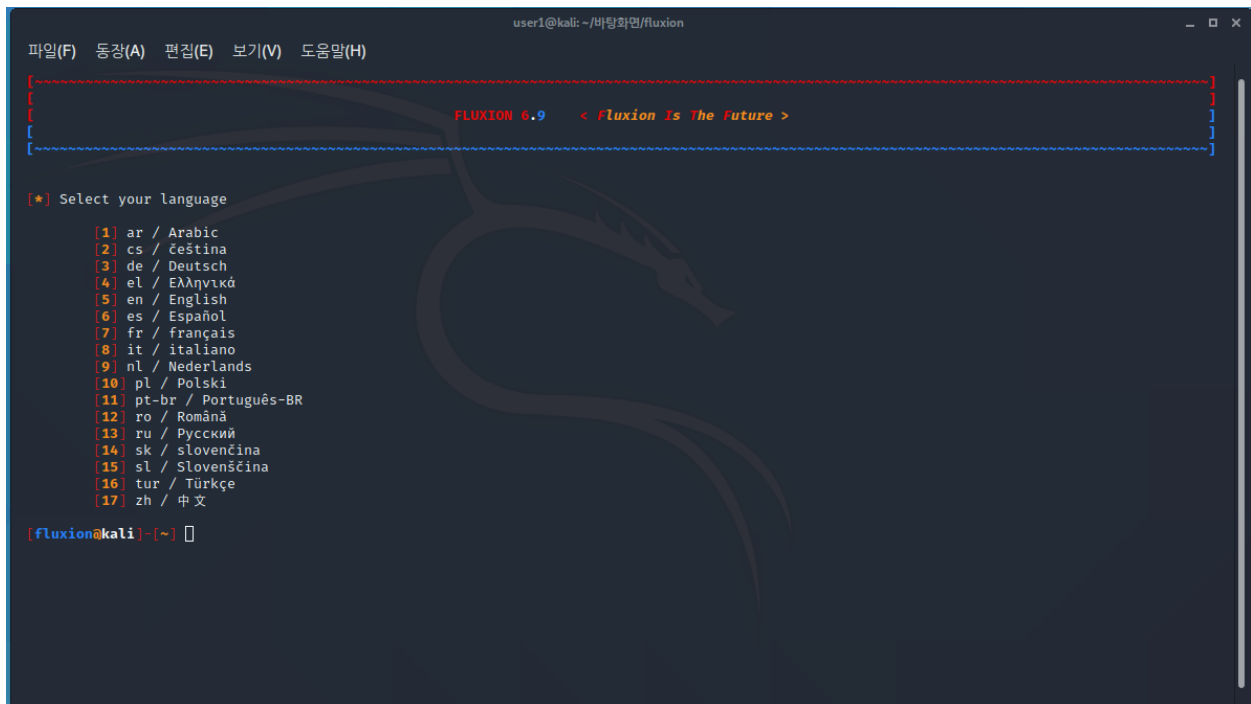 user1@kali: ~/바탕화면/fluxion
파일(F) 동장(A) 편집(E) 보기(V) 도움말(H)
[~~~~~~~~~~~~~~~~~~~~~~~~~~~~~~~~~~~~~~~~~~~~~~~~~~~~~~~~~~~~~~~~~~~~~~~~~~~~~~~~~~~~~~~~~~~~~~~~~~~~~~~~~~~~~~~~~~~~~~~~~~~~~~~~~~~~~~~~~~~~]
[ ]
[ FLUXION 6.9 < Fluxion Is The Future > ]
[ ]
[~~~~~~~~~~~~~~~~~~~~~~~~~~~~~~~~~~~~~~~~~~~~~~~~~~~~~~~~~~~~~~~~~~~~~~~~~~~~~~~~~~~~~~~~~~~~~~~~~~~~~~~~~~~~~~~~~~~~~~~~~~~~~~~~~~~~~~~~~~~~]
[*] Select your language
[1] ar / Arabic
[2] cs / čeština
[3] de / Deutsch
[4] el / Ελληνικά
[5] en / English
[6] es / Español
[7] fr / français
[8] it / italiano
[9] nl / Nederlands
[10] pl / Polski
[11] pt-br / Português-BR
[12] ro / Română
[13] ru / Русский
[14] sk / slovenčina
[15] sl / Slovenščina
[16] tur / Türkçe
[17] zh / 中文
[fluxion@kali]-[~]